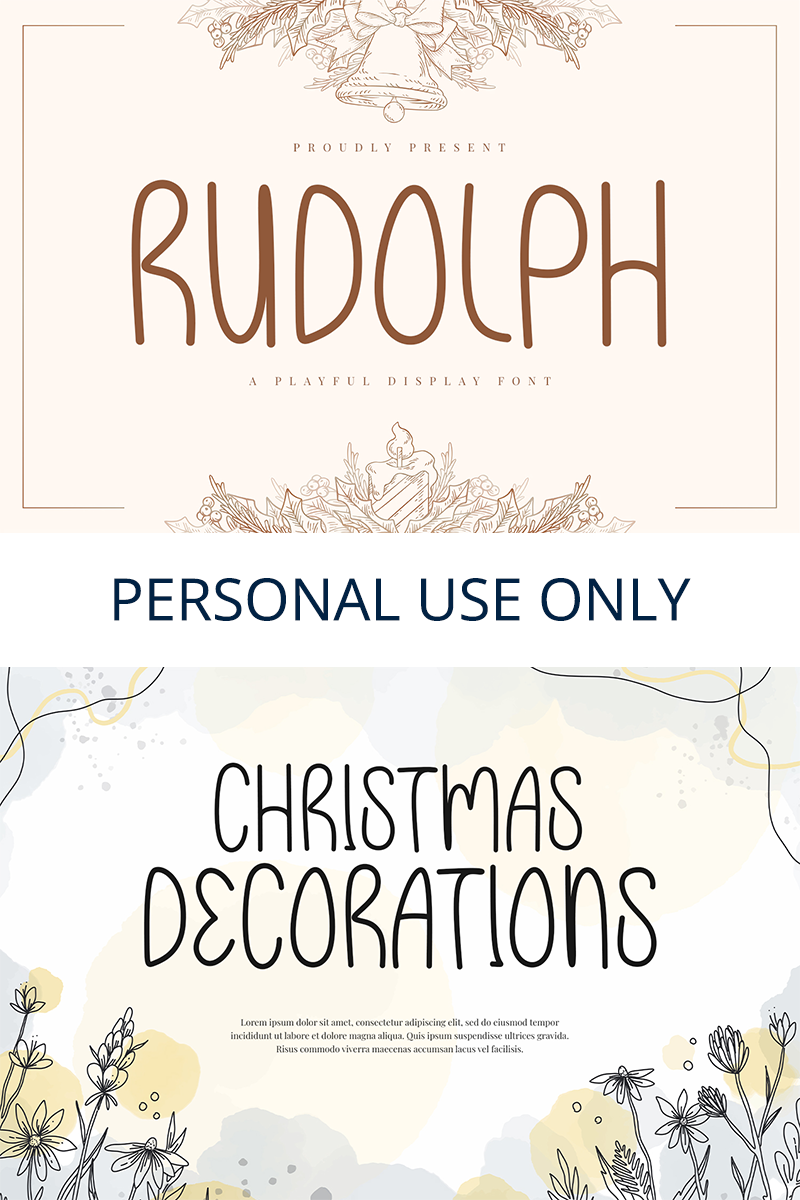 PROUDLY PRESENT
RUDOLPH
A PLAYFUL DISPLAY FONT
PERSONAL USE ONLY
CHRISTMAS
DECORATIONS
Lorem ipsum dolor sit amet, consectetur adipiscing elit, sed do eiusmod tempor
incididunt ut labore et dolore magna aliqua. Quis ipsum suspendisse ultrices gravida.
Risus commodo viverra maecenas accumsan lacus vel facilisis.